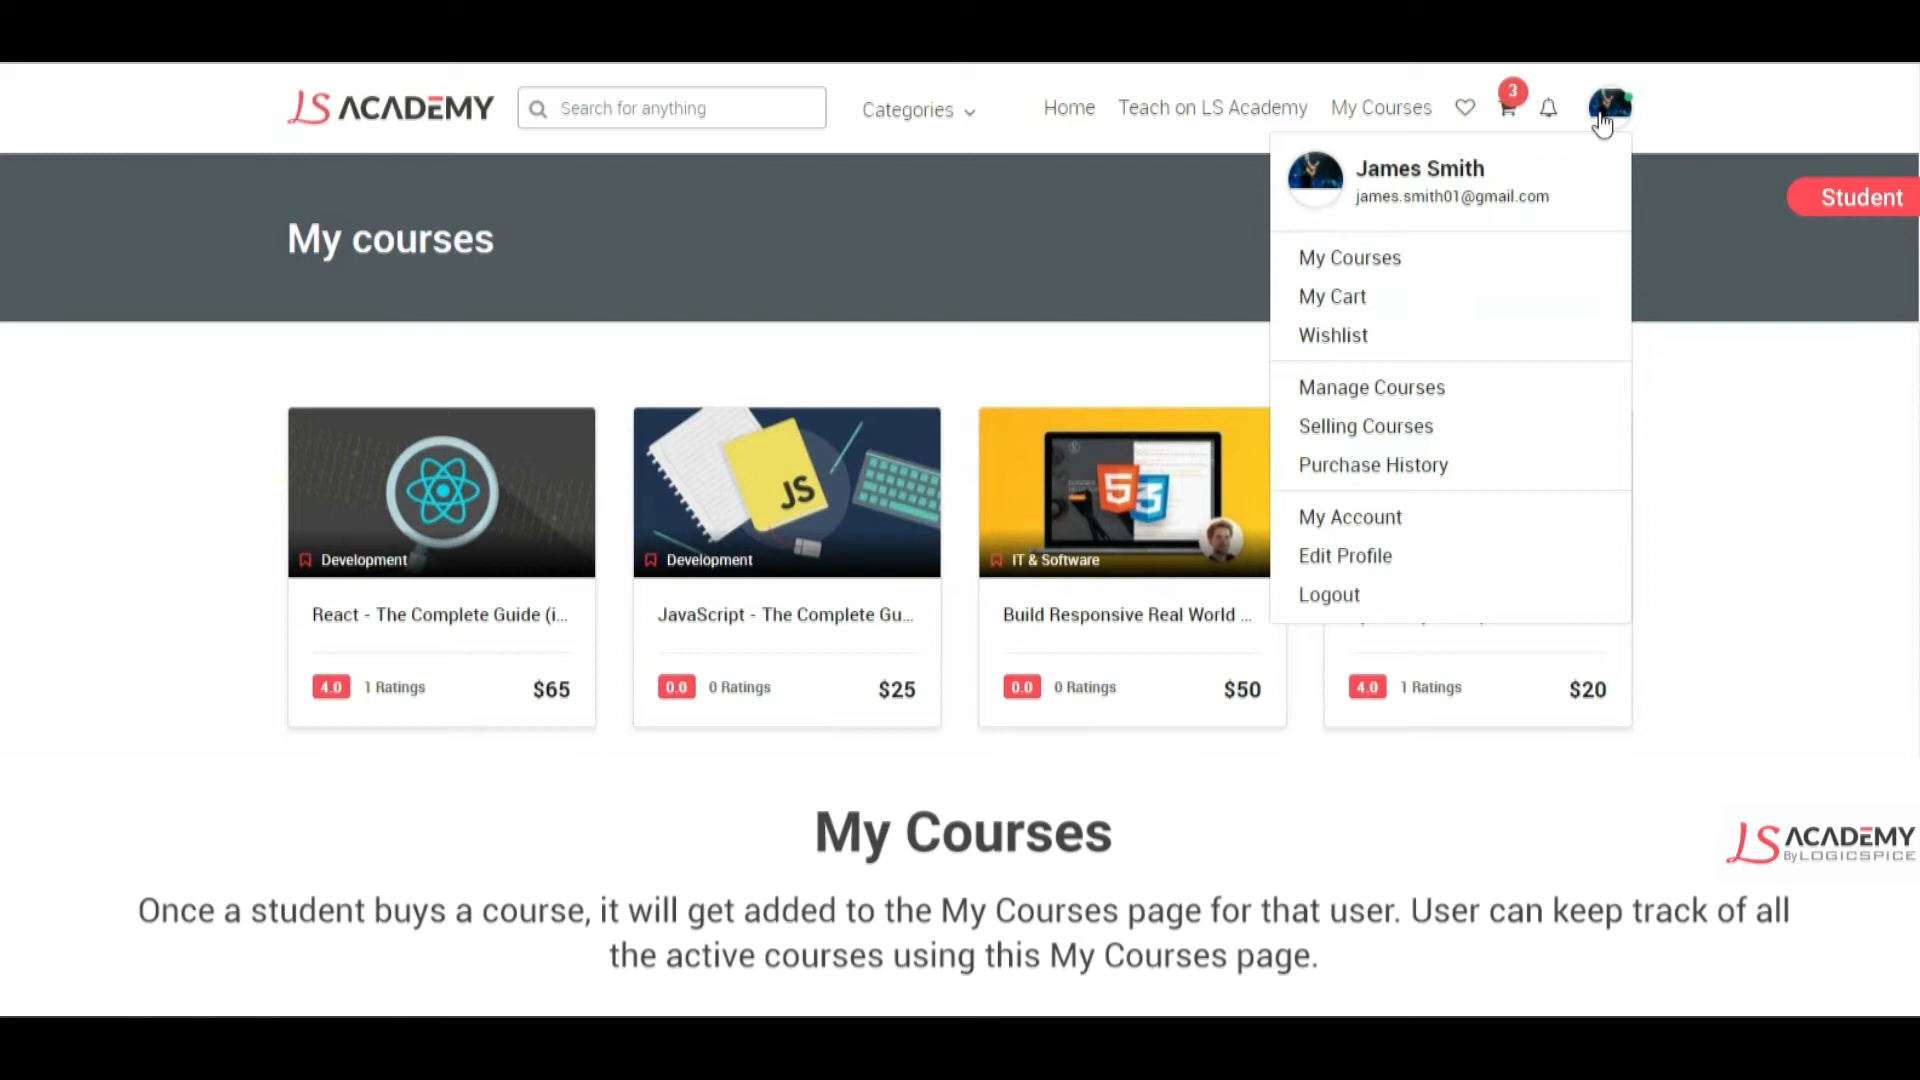 LS ACADEMY
Search for anything
Categories
Home
Teach on LS Academy
My Courses
3
James Smith
james.smith01@gmail.com
Student
My courses
My Courses
My Cart
Wishlist
Manage Courses
Selling Courses
Purchase History
My Account
Edit Profile
Logout
JS
5
3
Development
Development
IT & Software
React - The Complete Guide (i...
JavaScript - The Complete Gu...
Build Responsive Real World ...
4.0 1 Ratings $65
0.0 0 Ratings $25
0.0 0 Ratings $50
4.0 1 Ratings $20
My Courses
LS ACADEMY
By LOGICSPICE
Once a student buys a course, it will get added to the My Courses page for that user. User can keep track of all
the active courses using this My Courses page.